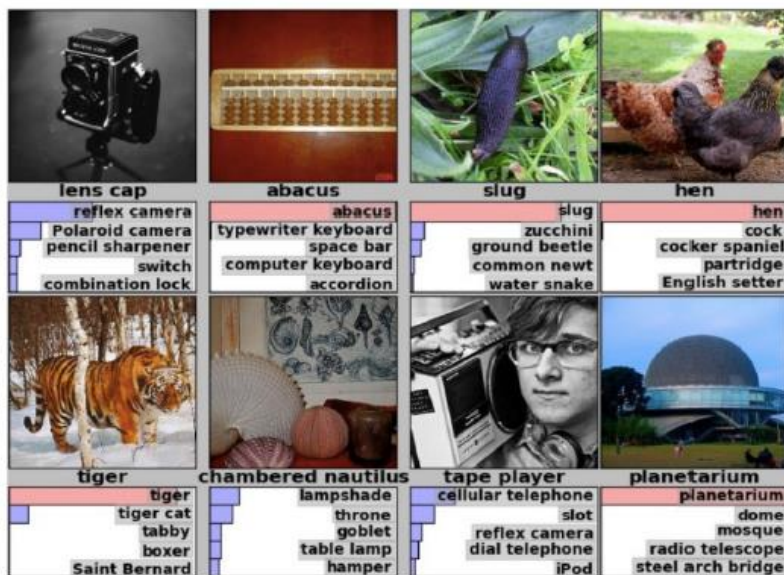 lens cap
reflex camera
Polaroid camera
pencil sharpener
switch
combination lock
abacus
abacus
typewriter keyboard
space bar
computer keyboard
accordion
slug
slug
zucchini
ground beetle
common newt
water snake
hen
hen
cock
cocker spaniel
partridge
English setter
tiger
tiger
tiger cat
tabby
boxer
Saint Bernard
chambered nautilus
lampshade
throne
goblet
table lamp
hamper
tape player
cellular telephone
slot
reflex camera
dial telephone
iPod
planetarium
planetarium
dome
mosque
radio telescope
steel arch bridge